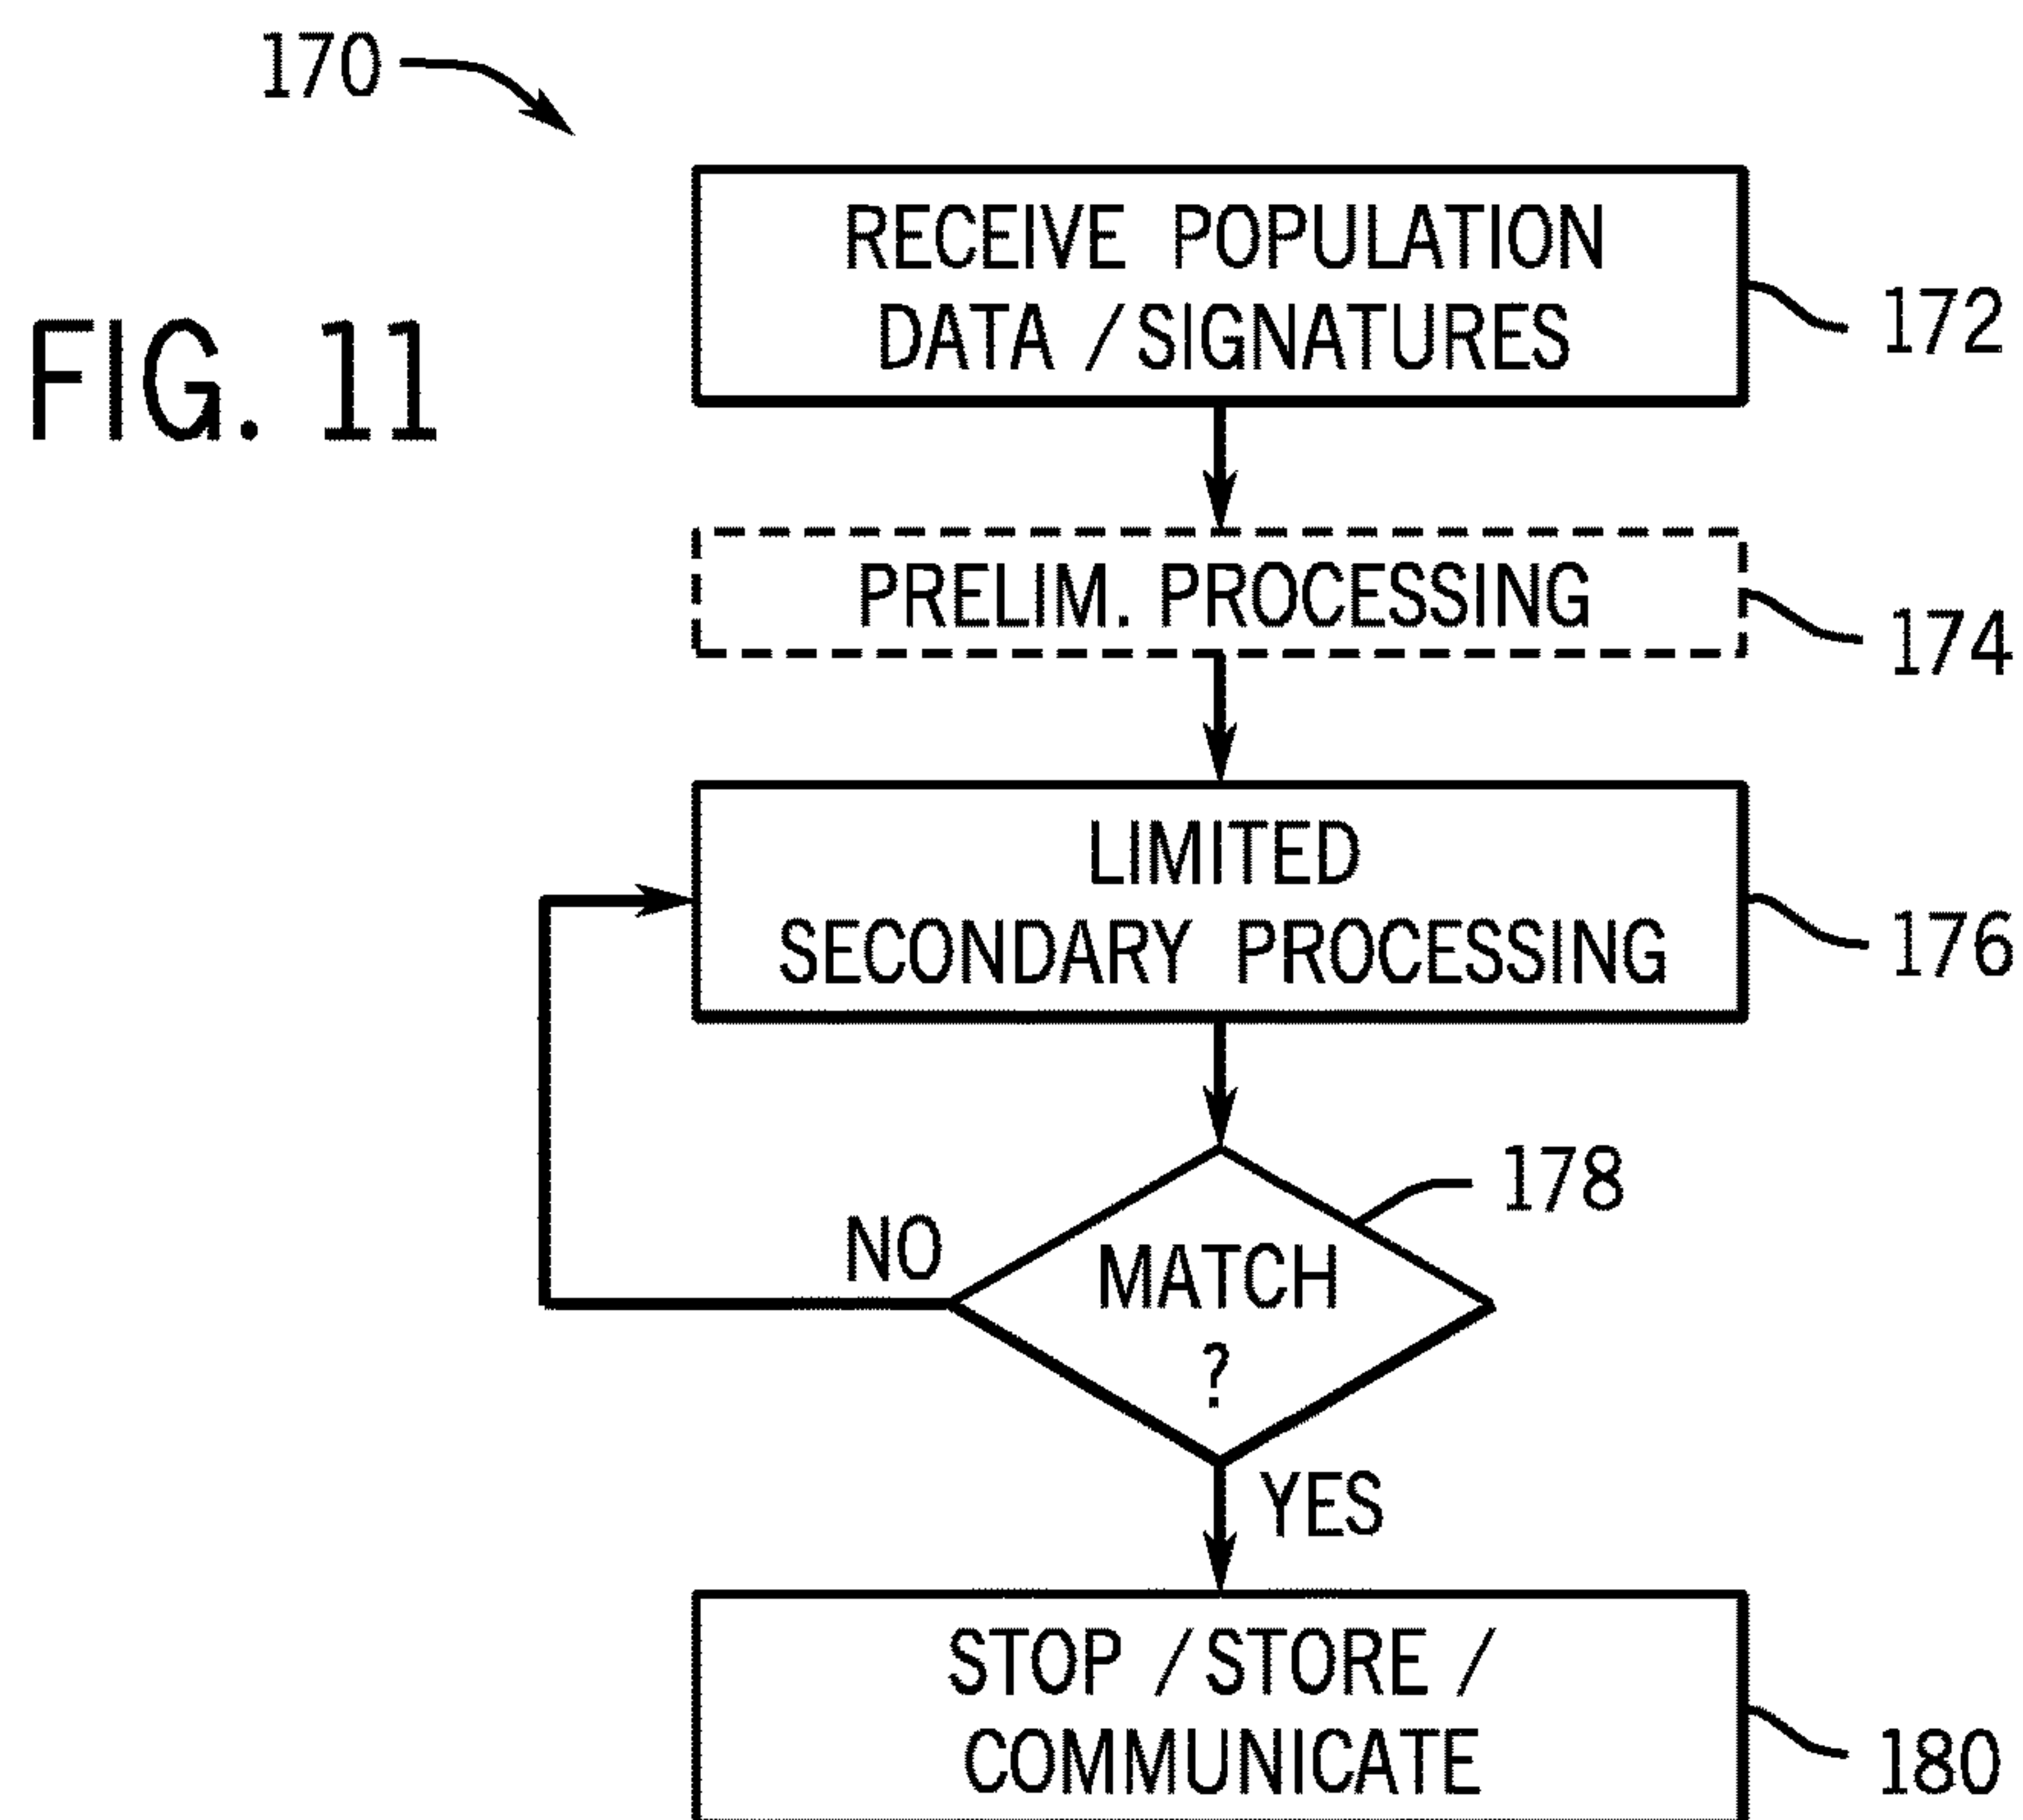 170
RECEIVE POPULATION
DATA / SIGNATURES
172
FIG. 11
PRELIM. PROCESSING
174
LIMITED
SECONDARY PROCESSING
176
178
NO
MATCH
?
YES
STOP / STORE /
COMMUNICATE
180